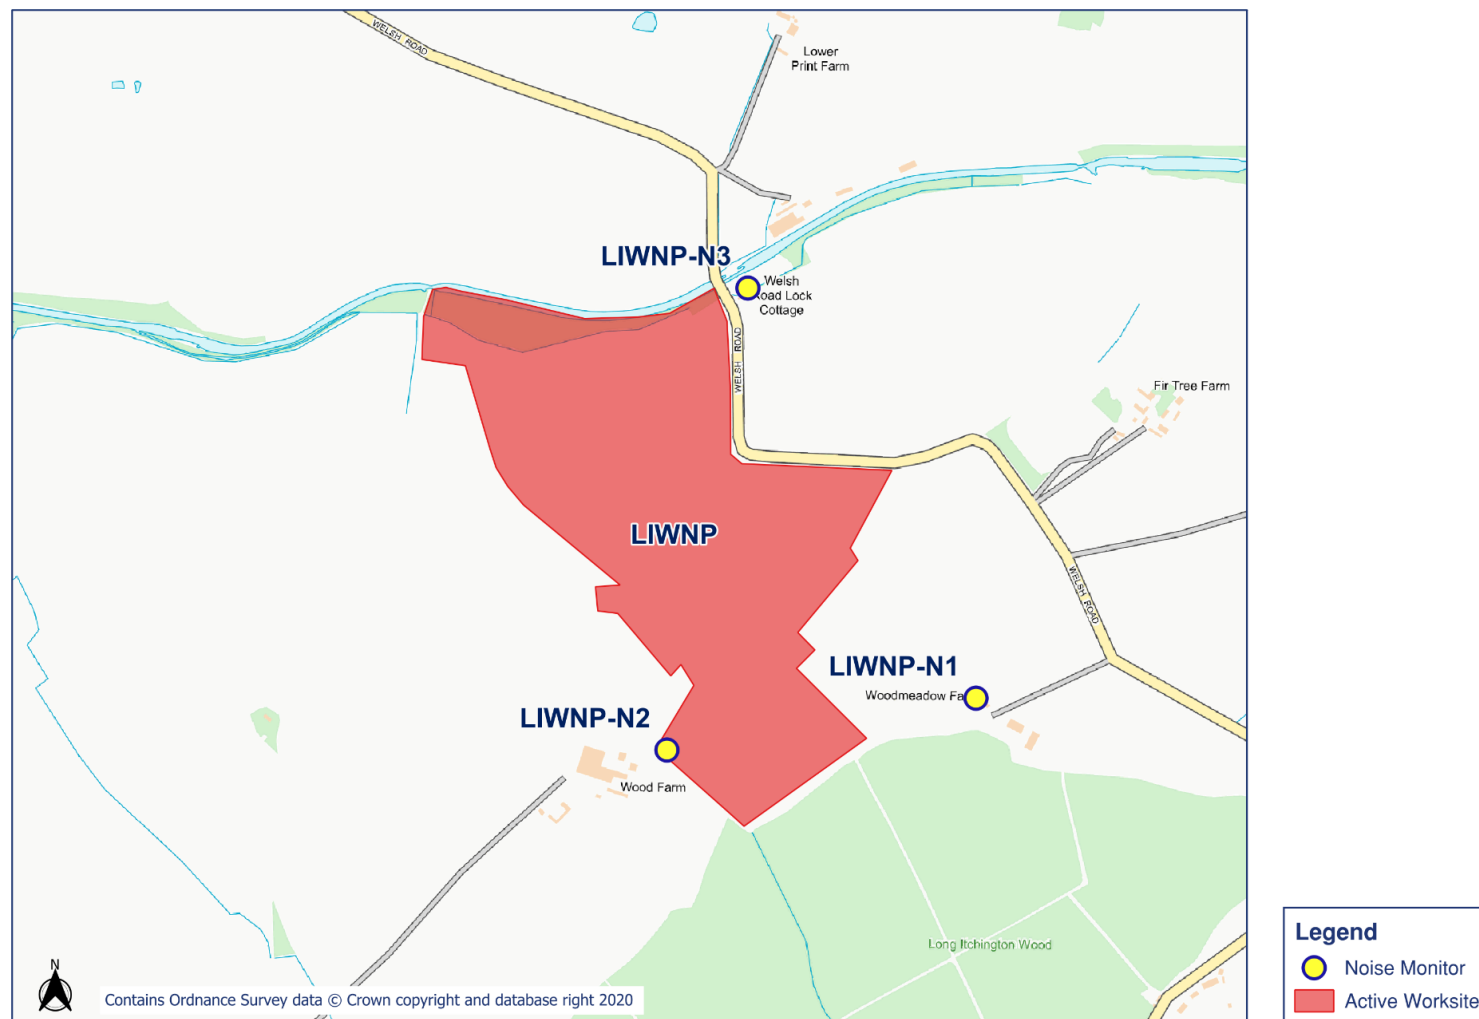 WELSH ROAD
Lower
Print Farm
LIWNP-N3
Welsh
oad Lock
Cottage
WELSH ROAD
Fir Tree Farm
LIWNP
WELSH ROAD
LIWNP-N1
Woodmeadow Fa
LIWNP-N2
Wood Farm
Long Itchington Wood
N
Contains Ordnance Survey data © Crown copyright and database right 2020
Legend
Noise Monitor
Active Worksite